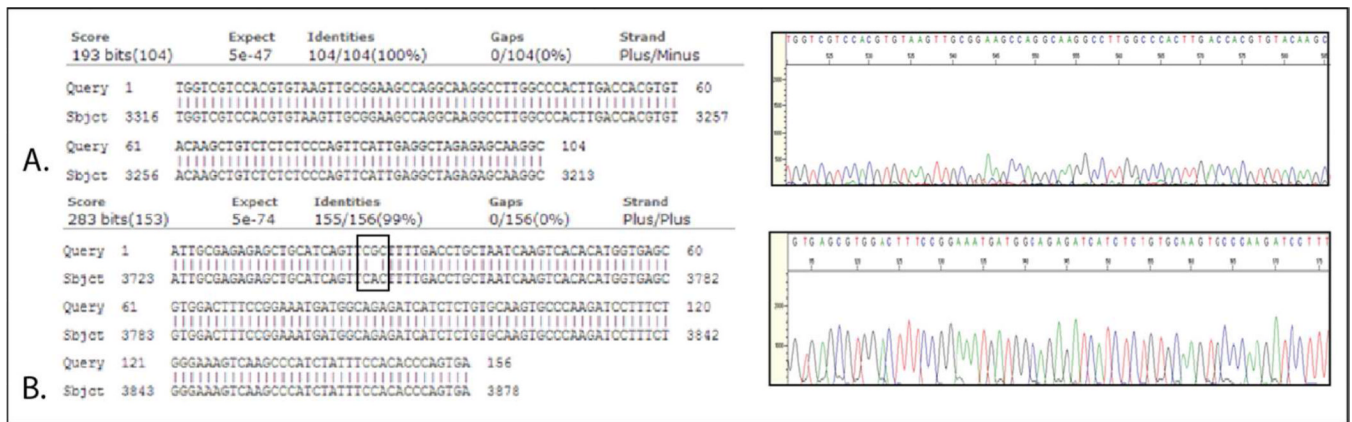 Score Expect Identities Gaps Strand
193 bits(104) 5e-47 104/104(100%) 0/104(0%) Plus/Minus
Query 1 TGGTCGTCCACGTGTAAGTTGCGGAAGCCAGGCAAGGCCTTGGCCCACTTGACCACGTGT 60
Sbjct 3316 TGGTCGTCCACGTGTAAGTTGCGGAAGCCAGGCAAGGCCTTGGCCCACTTGACCACGTGT 3257
Query 61 ACAAGCTGTCTCTCTCCCAGTTCATTGAGGCTAGAGAGCAAGGC 104
A.
Sbjct 3256 ACAAGCTGTCTCTCTCCCAGTTCATTGAGGCTAGAGAGCAAGGC 3213
Score Expect Identities Gaps Strand
283 bits(153) 5e-74 155/156(99%) 0/156(0%) Plus/Plus
Query 1 ATTGCGAGAGAGCTGCATCAGTTCGCTTTTGACCTGCTAATCAAGTCACACATGGTGAGC 60
Sbjct 3723 ATTGCGAGAGAGCTGCATCAGTTCACTTTTGACCTGCTAATCAAGTCACACATGGTGAGC 3782
Query 61 GTGGACTTTCCGGAAATGATGGCAGAGATCATCTCTGTGCAAGTGCCCAAGATCCTTTCT 120
Sbjct 3783 GTGGACTTTCCGGAAATGATGGCAGAGATCATCTCTGTGCAAGTGCCCAAGATCCTTTCT 3842
Query 121 GGGAAAGTCAAGCCCATCTATTTCCACACCCAGTGA 156
B.
Sbjct 3843 GGGAAAGTCAAGCCCATCTATTTCCACACCCAGTGA 3878
TGGTCGTCCACGTGTAAGTTGCGGAAGCCAGGCAAGGCCTTGGCCCACTTGACCACGTGTACAAGC
GTGAGCGTGGACTTTCCGGAAATGATGGCAGAGATCATCTCTGTGCAAGTGCCCAAGATCCTTT